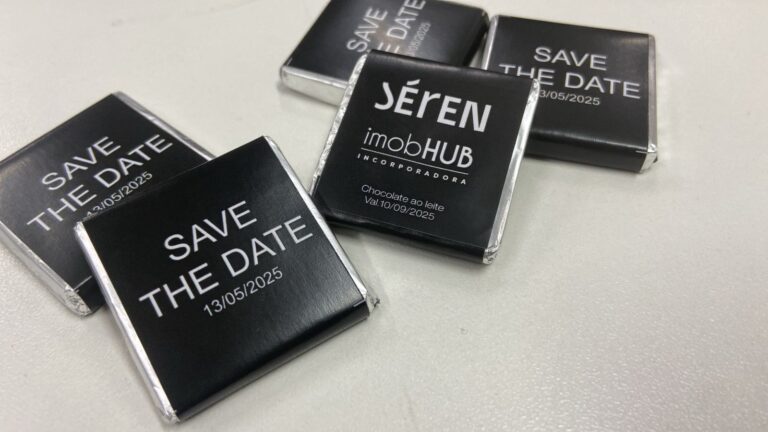 SAVE
THE DATE
/05/2025
SAVE
THE DATE
13/05/2025
SÉREN
imobHUB
INCORPORADORA
Chocolate ao leite
Val.10/09/2025
SAVE
THE DATE
13/05/2025
SAVE
THE DATE
13/05/2025